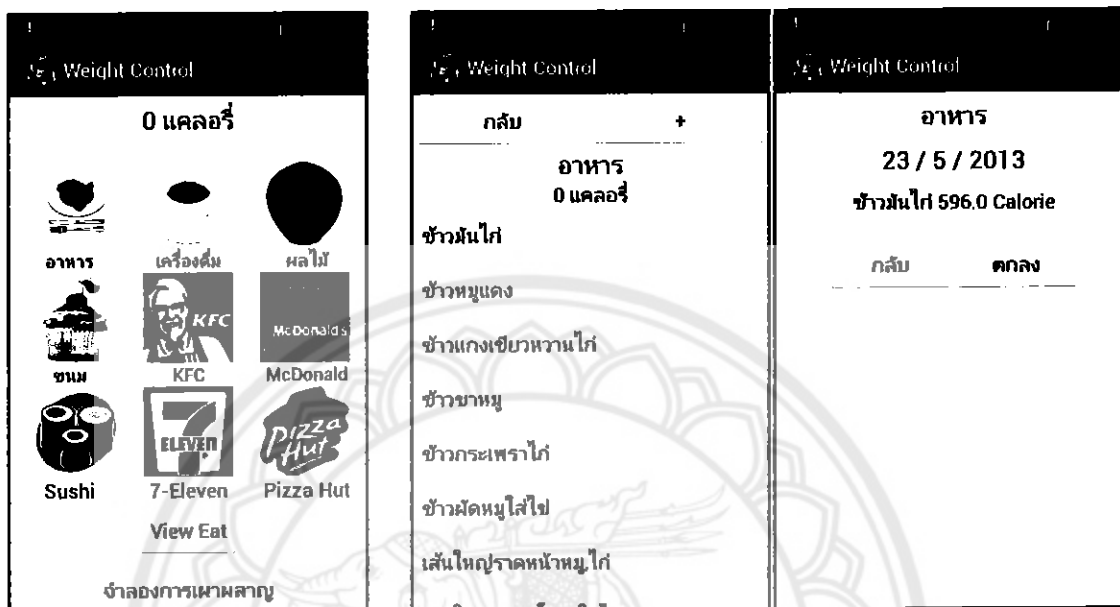 Weight Control
0 แคลอรี่
อาหาร เครื่องดื่ม ผลไม้
KFC McDonald's
ขนม KFC McDonald
7 ELEVEN Pizza Hut
Sushi 7-Eleven Pizza Hut
View Eat
จำลองการเผาผลาญ
Weight Control
กลับ +
อาหาร
0 แคลอรี่
ข้าวมันไก่
ข้าวหมูแดง
ข้าวแกงเขียวหวานไก่
ข้าวขาหมู
ข้าวกระเพราไก่
ข้าวผัดหมูใส่ไข่
เส้นใหญ่ราดหน้าหมู,ไก่
Weight Control
อาหาร
23 / 5 / 2013
ข้าวมันไก่ 596.0 Calorie
กลับ ตกลง